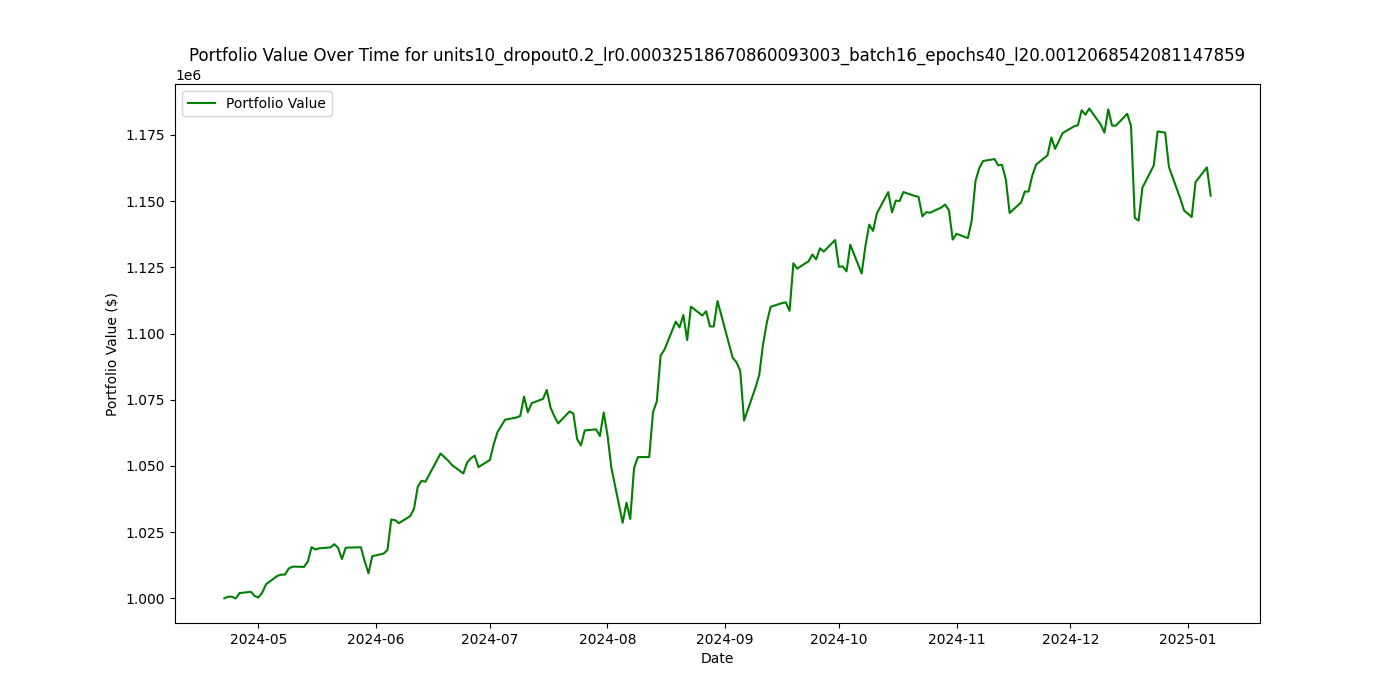 Portfolio Value Over Time for units10_dropout0.2_lr0.00032518670860093003_batch16_epochs40_l20.0012068542081147859
1e6
Portfolio Value
1.175
1.150
1.125
1.100
1.075
1.050
1.025
1.000
Portfolio Value ($)
2024-05 2024-06 2024-07 2024-08 2024-09 2024-10 2024-11 2024-12 2025-01
Date